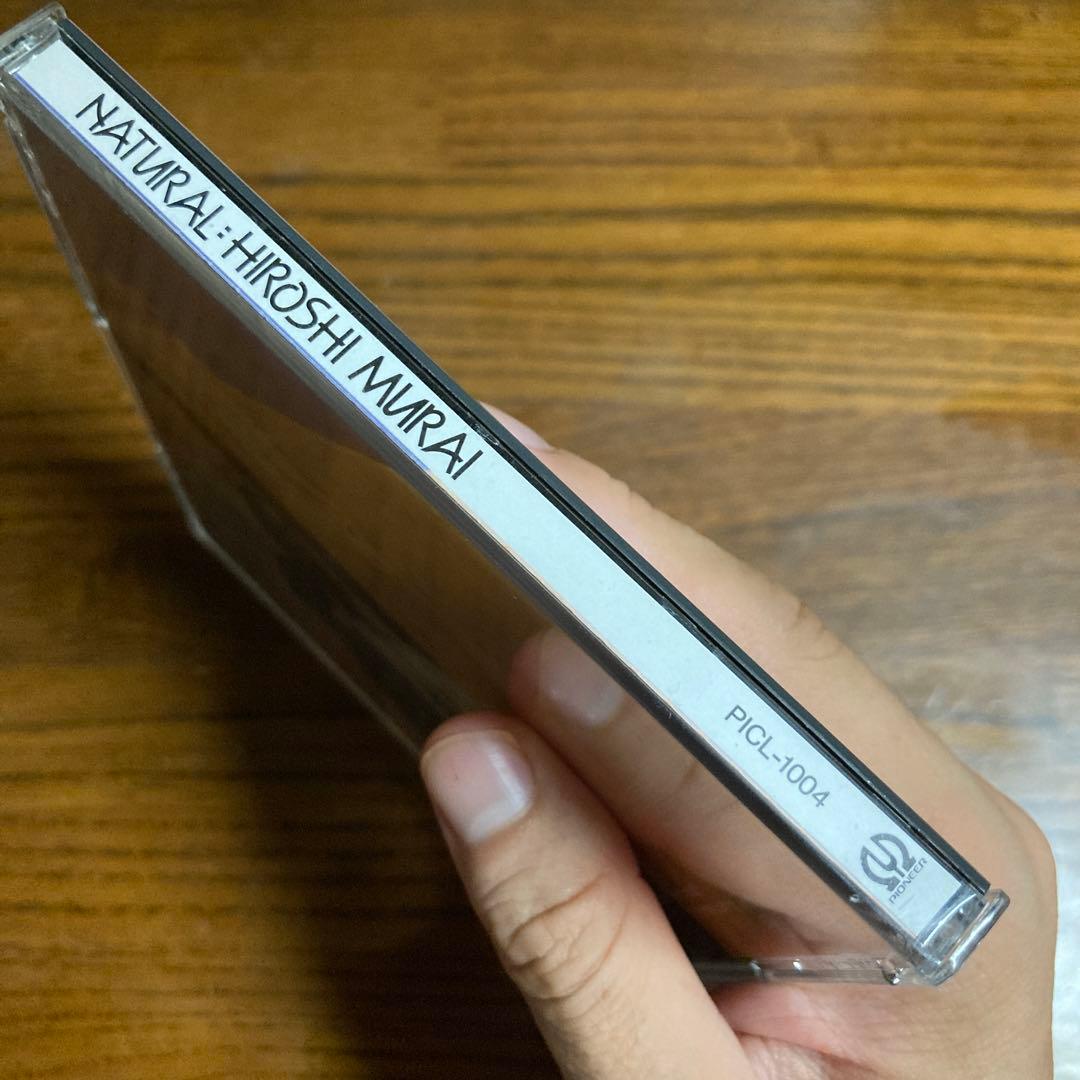 NATURAL: HIROSHI MURAI
PICL-1004
PIONEER